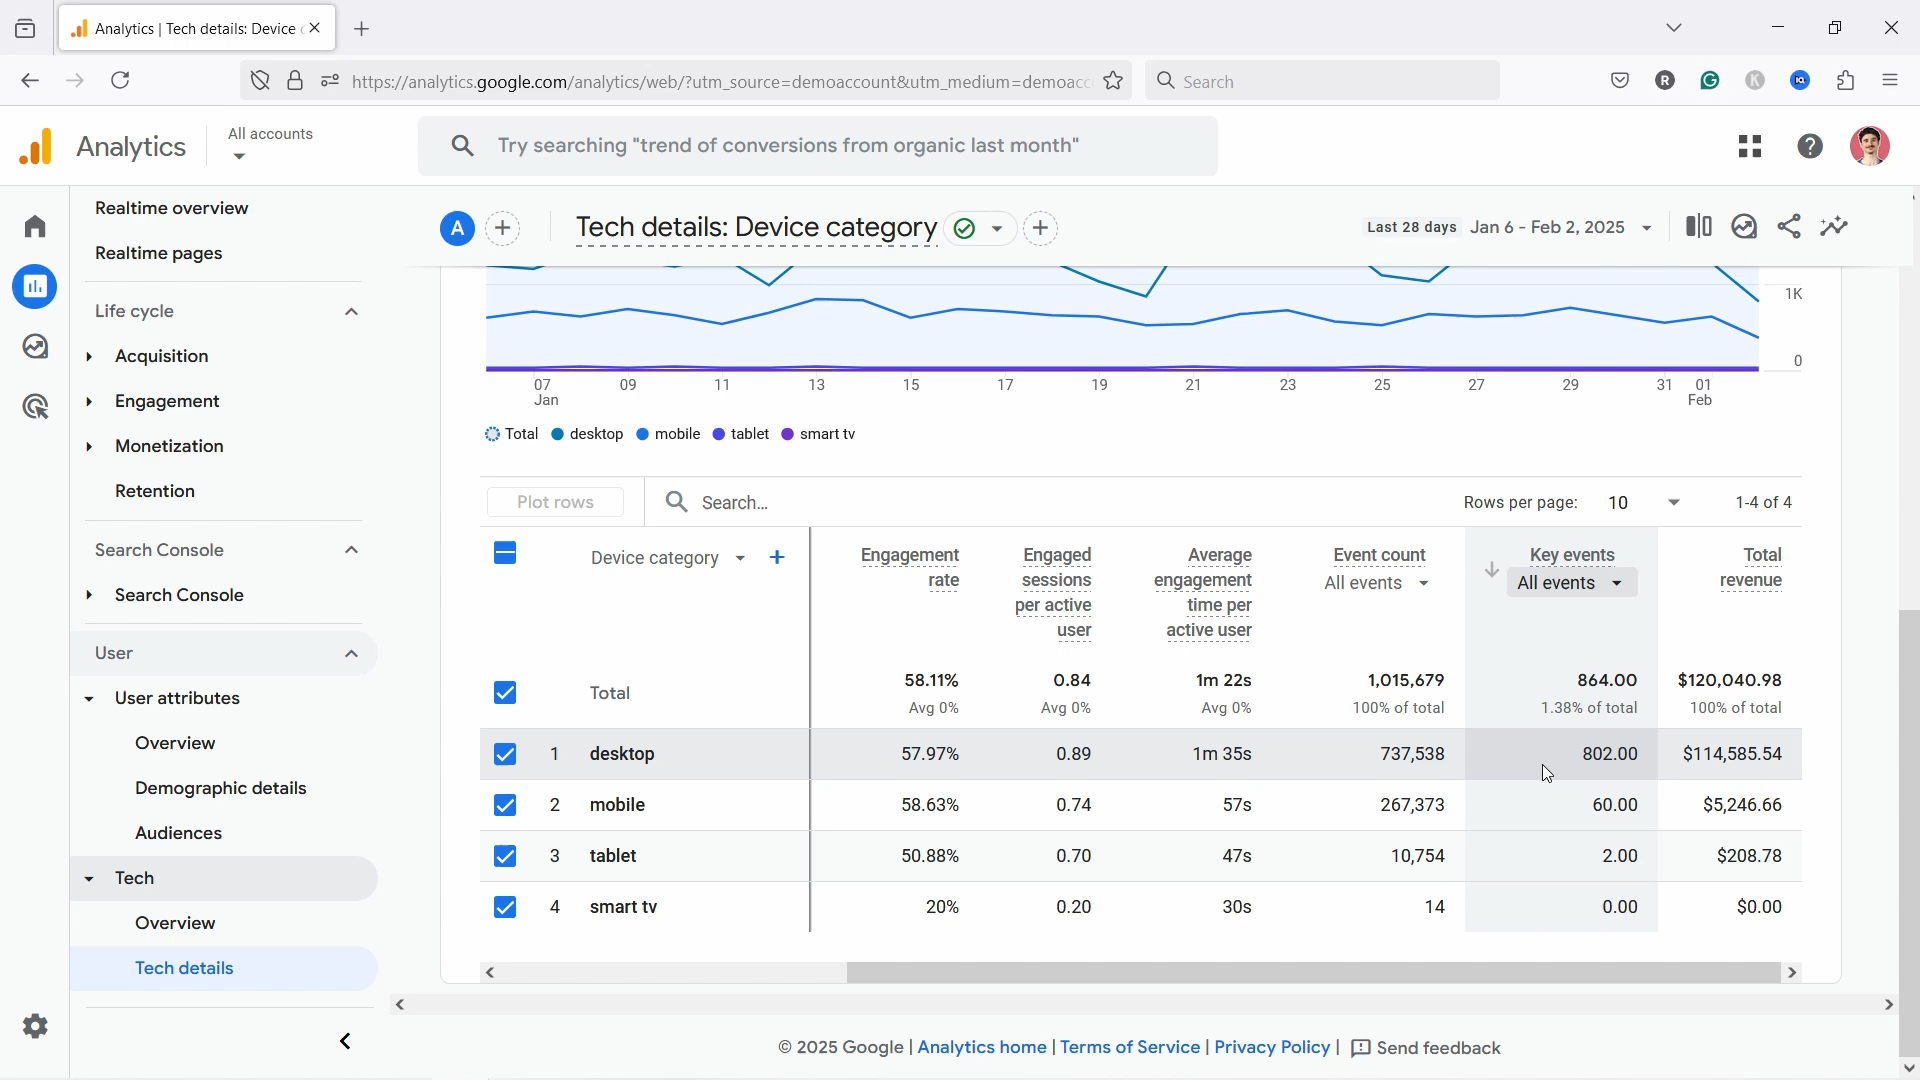 Analytics | Tech details: Device
https://analytics.google.com/analytics/web/?utm_source=demoaccount&utm_medium=demoacc
Search
Analytics
All accounts
Try searching "trend of conversions from organic last month"
Realtime overview
Realtime pages
Life cycle
Acquisition
Engagement
Monetization
Retention
Search Console
Search Console
User
User attributes
Overview
Demographic details
Audiences
Tech
Overview
Tech details
A
Tech details: Device category
Last 28 days Jan 6 - Feb 2, 2025
1K
0
07 09 11 13 15 17 19 21 23 25 27 29 31 01
Jan Feb
Total desktop mobile tablet smart tv
Plot rows
Search...
Rows per page: 10 1-4 of 4
Device category
Engagement
rate
Engaged
sessions
per active
user
Average
engagement
time per
active user
Event count
All events
Key events
All events
Total
revenue
Total 58.11% 0.84 1m 22s 1,015,679 864.00 $120,040.98
Avg 0% Avg 0% Avg 0% 100% of total 1.38% of total 100% of total
1 desktop 57.97% 0.89 1m 35s 737,538 802.00 $114,585.54
2 mobile 58.63% 0.74 57s 267,373 60.00 $5,246.66
3 tablet 50.88% 0.70 47s 10,754 2.00 $208.78
4 smart tv 20% 0.20 30s 14 0.00 $0.00
© 2025 Google | Analytics home | Terms of Service | Privacy Policy | Send feedback